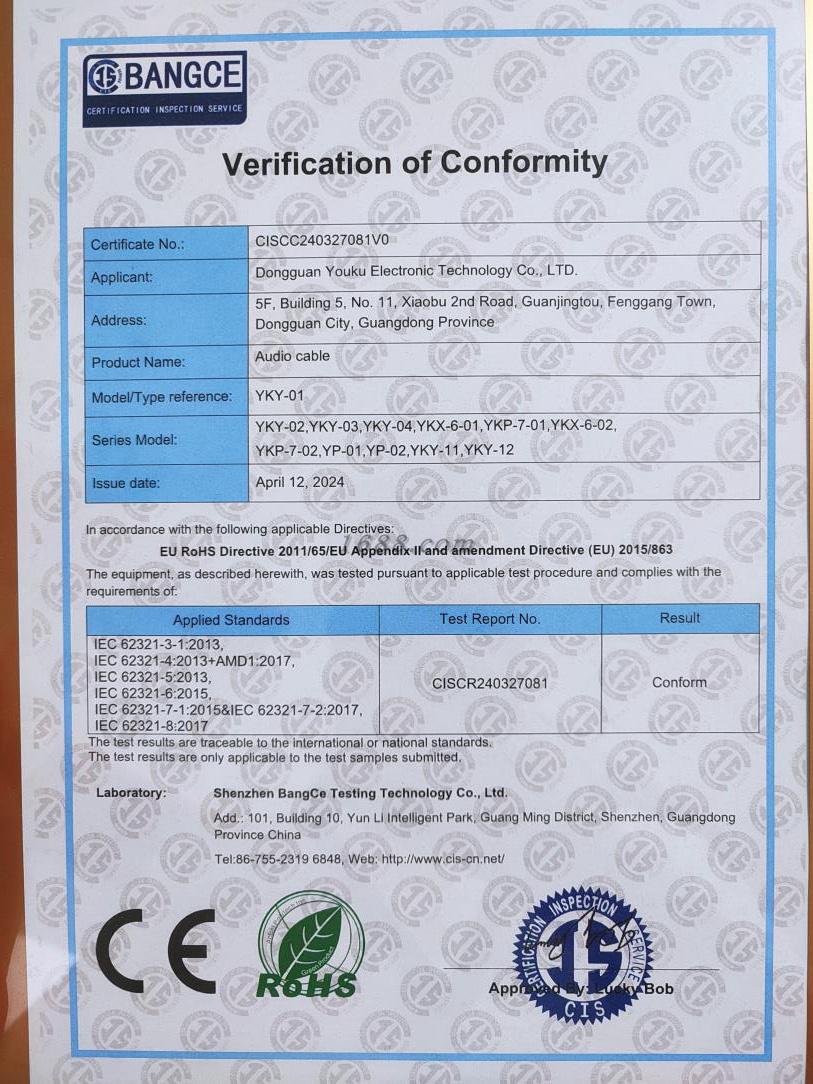 BANGCE
CERTIFICATION INSPECTION SERVICE
Verification of Conformity
Certificate No.: CISCC240327081V0
Applicant: Dongguan Youku Electronic Technology Co., LTD.
Address: 5F, Building 5, No. 11, Xiaobu 2nd Road, Guanjingtou, Fenggang Town,
Dongguan City, Guangdong Province
Product Name: Audio cable
Model/Type reference: YKY-01
Series Model: YKY-02,YKY-03,YKY-04,YKX-6-01,YKP-7-01,YKX-6-02,
YKP-7-02,YP-01,YP-02,YKY-11,YKY-12
Issue date: April 12, 2024
In accordance with the following applicable Directives:
1688.com
EU RoHS Directive 2011/65/EU Appendix II and amendment Directive (EU) 2015/863
The equipment, as described herewith, was tested pursuant to applicable test procedure and complies with the
requirements of:
Applied Standards Test Report No. Result
IEC 62321-3-1:2013,
IEC 62321-4:2013+AMD1:2017,
IEC 62321-5:2013,
IEC 62321-6:2015,
IEC 62321-7-1:2015&IEC 62321-7-2:2017,
IEC 62321-8:2017
CISCR240327081 Conform
The test results are traceable to the international or national standards.
The test results are only applicable to the test samples submitted.
Laboratory: Shenzhen BangCe Testing Technology Co., Ltd.
Add.: 101, Building 10, Yun Li Intelligent Park, Guang Ming District, Shenzhen, Guangdong
Province China
Tel:86-755-2319 6848, Web: http://www.cis-cn.net/
CE
Green Product
RoHS
CERTIFICATION INSPECTION SERVICE
CIS
Approved By: Lucky Bob